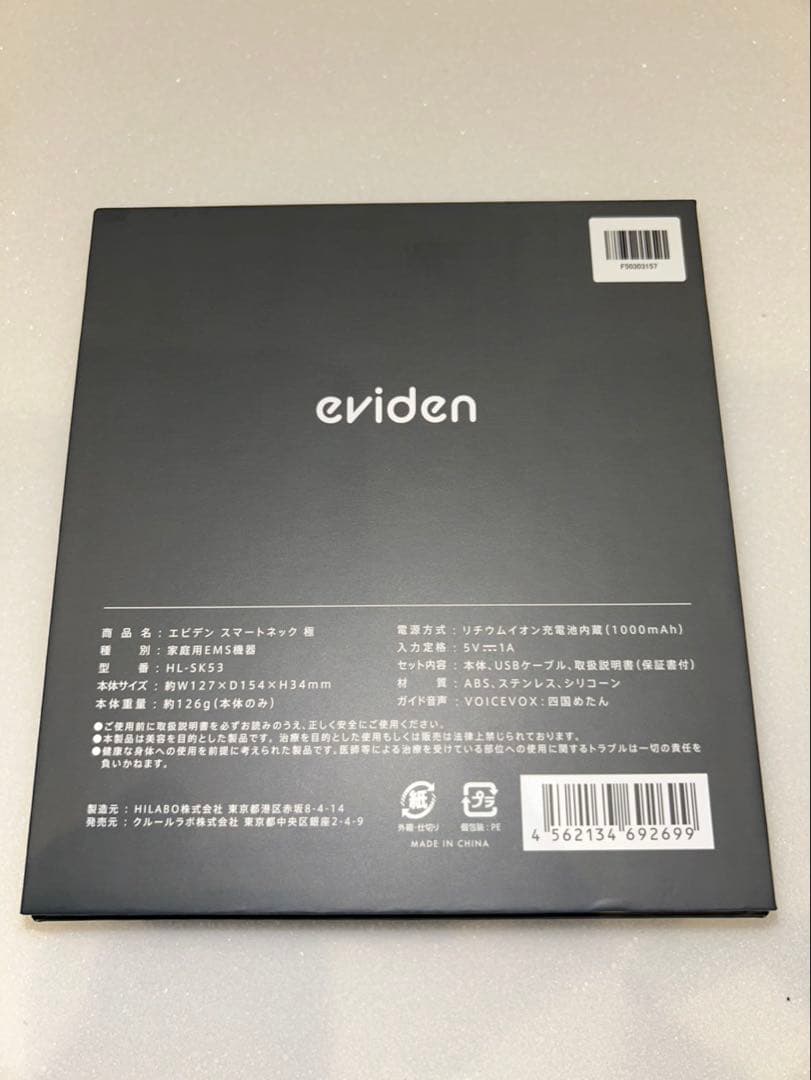 F50303157
eviden
商品名：エビデン スマートネック 極
種別：家庭用EMS機器
型番：HL-SK53
本体サイズ：約W127×D154×H34mm
本体重量：約126g(本体のみ)
電源方式：リチウムイオン充電池内蔵(1000mAh)
入力定格：5V⎓1A
セット内容：本体、USBケーブル、取扱説明書(保証書付)
材質：ABS、ステンレス、シリコーン
ガイド音声：VOICEVOX：四国めたん
●ご使用前に取扱説明書を必ずお読みのうえ、正しく安全にご使用ください。
●本製品は美容を目的とした製品です。治療を目的とした使用もしくは販売は法律上禁じられております。
●健康な身体への使用を前提に考えられた製品です。医師等による治療を受けている部位への使用に関するトラブルは一切の責任を
負いかねます。
製造元：HILABO株式会社 東京都港区赤坂8-4-14
発売元：クルールラボ株式会社 東京都中央区銀座2-4-9
紙
外箱・仕切り
プラ
個包装：PE
MADE IN CHINA
4 562134 692699